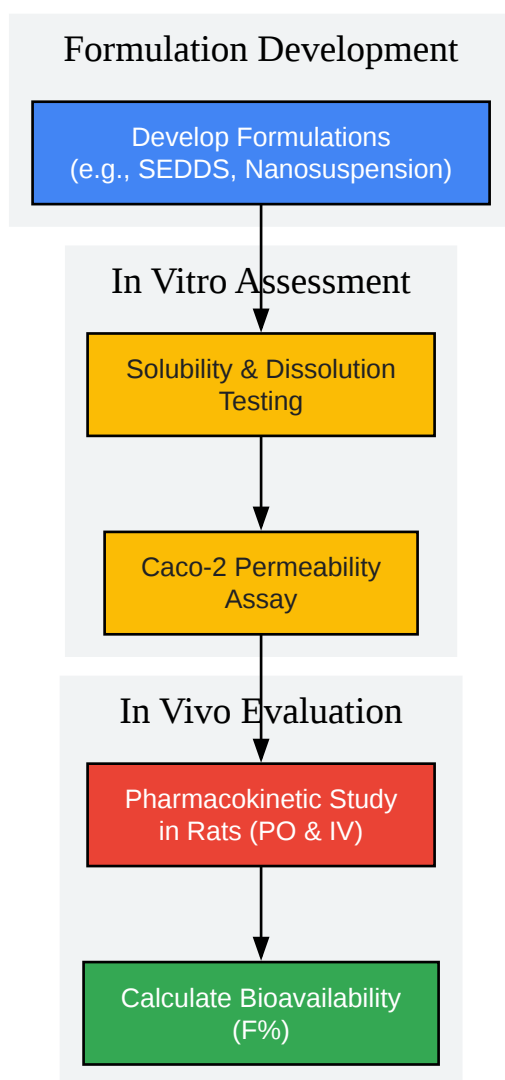 Formulation Development
Develop Formulations
(e.g., SEDDS, Nanosuspension)
In Vitro Assessment
Solubility & Dissolution
Testing
Caco-2 Permeability
Assay
In Vivo Evaluation
Pharmacokinetic Study
in Rats (PO & IV)
Calculate Bioavailability
(F%)